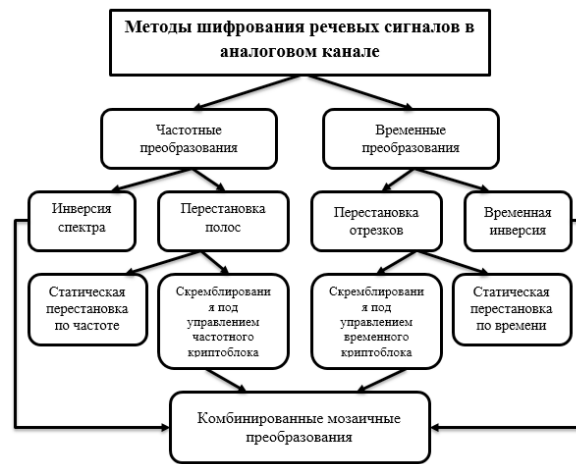 Методы шифрования речевых сигналов в
аналоговом канале
Частотные
преобразования
Временные
преобразования
Инверсия
спектра
Перестановка
полос
Перестановка
отрезков
Временная
инверсия
Статическая
перестановка
по частоте
Скремблировани
я под
управлением
частотного
криптоблока
Скремблировани
я под
управлением
временного
криптоблока
Статическая
перестановка
по времени
Комбинированные мозаичные
преобразования